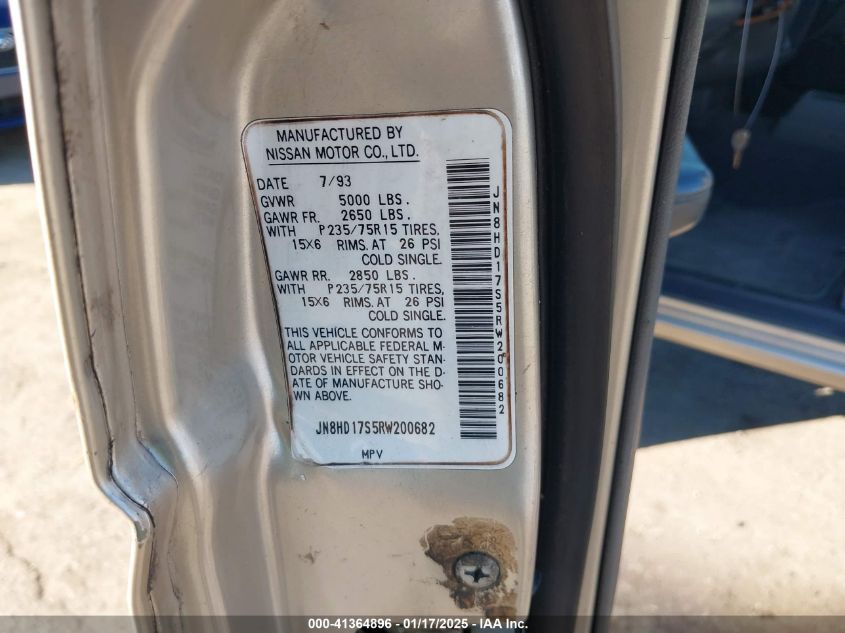 MANUFACTURED BY
NISSAN MOTOR CO., LTD.
DATE 7/93
GVWR 5000 LBS.
GAWR FR. 2650 LBS.
WITH P235/75R15 TIRES,
15X6 RIMS. AT 26 PSI
COLD SINGLE.
GAWR RR. 2850 LBS.
WITH P235/75R15 TIRES,
15X6 RIMS. AT 26 PSI
COLD SINGLE.
THIS VEHICLE CONFORMS TO
ALL APPLICABLE FEDERAL M-
OTOR VEHICLE SAFETY STAN-
DARDS IN EFFECT ON THE D-
ATE OF MANUFACTURE SHO-
WN ABOVE.
JN8HD17S5RW200682
MPV
JN8HD17S5RW200682
000-41364896 - 01/17/2025 - IAA Inc.